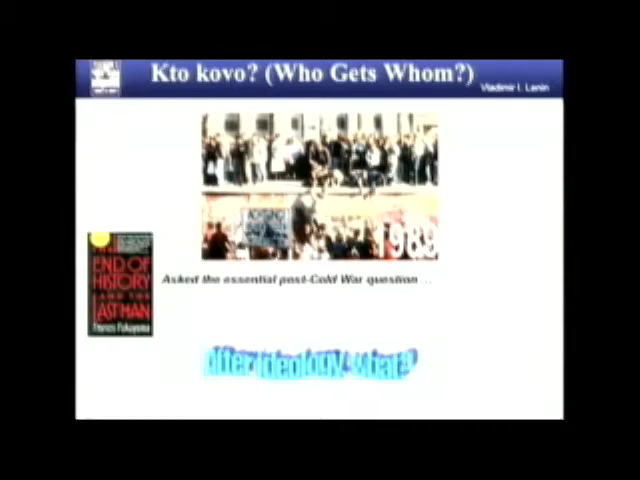 Kto kovo? (Who Gets Whom?)
Vladimir I. Lenin
1989
THE
END OF
HISTORY
AND THE
LAST MAN
Francis Fukuyama
Asked the essential post-Cold War question ...
After ideology, what?